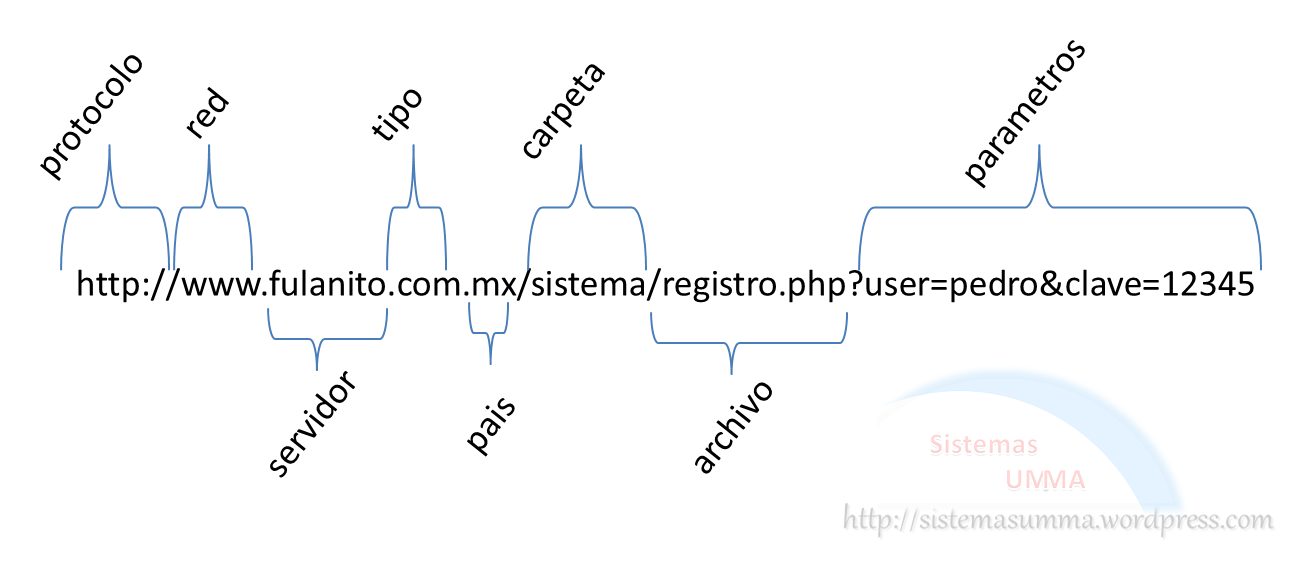 protocolo
red
tipo
carpeta
parametros
http://www.fulanito.com.mx/sistema/registro.php?user=pedro&clave=12345
servidor
pais
archivo
Sistemas
UMMA
http://sistemasumma.wordpress.com